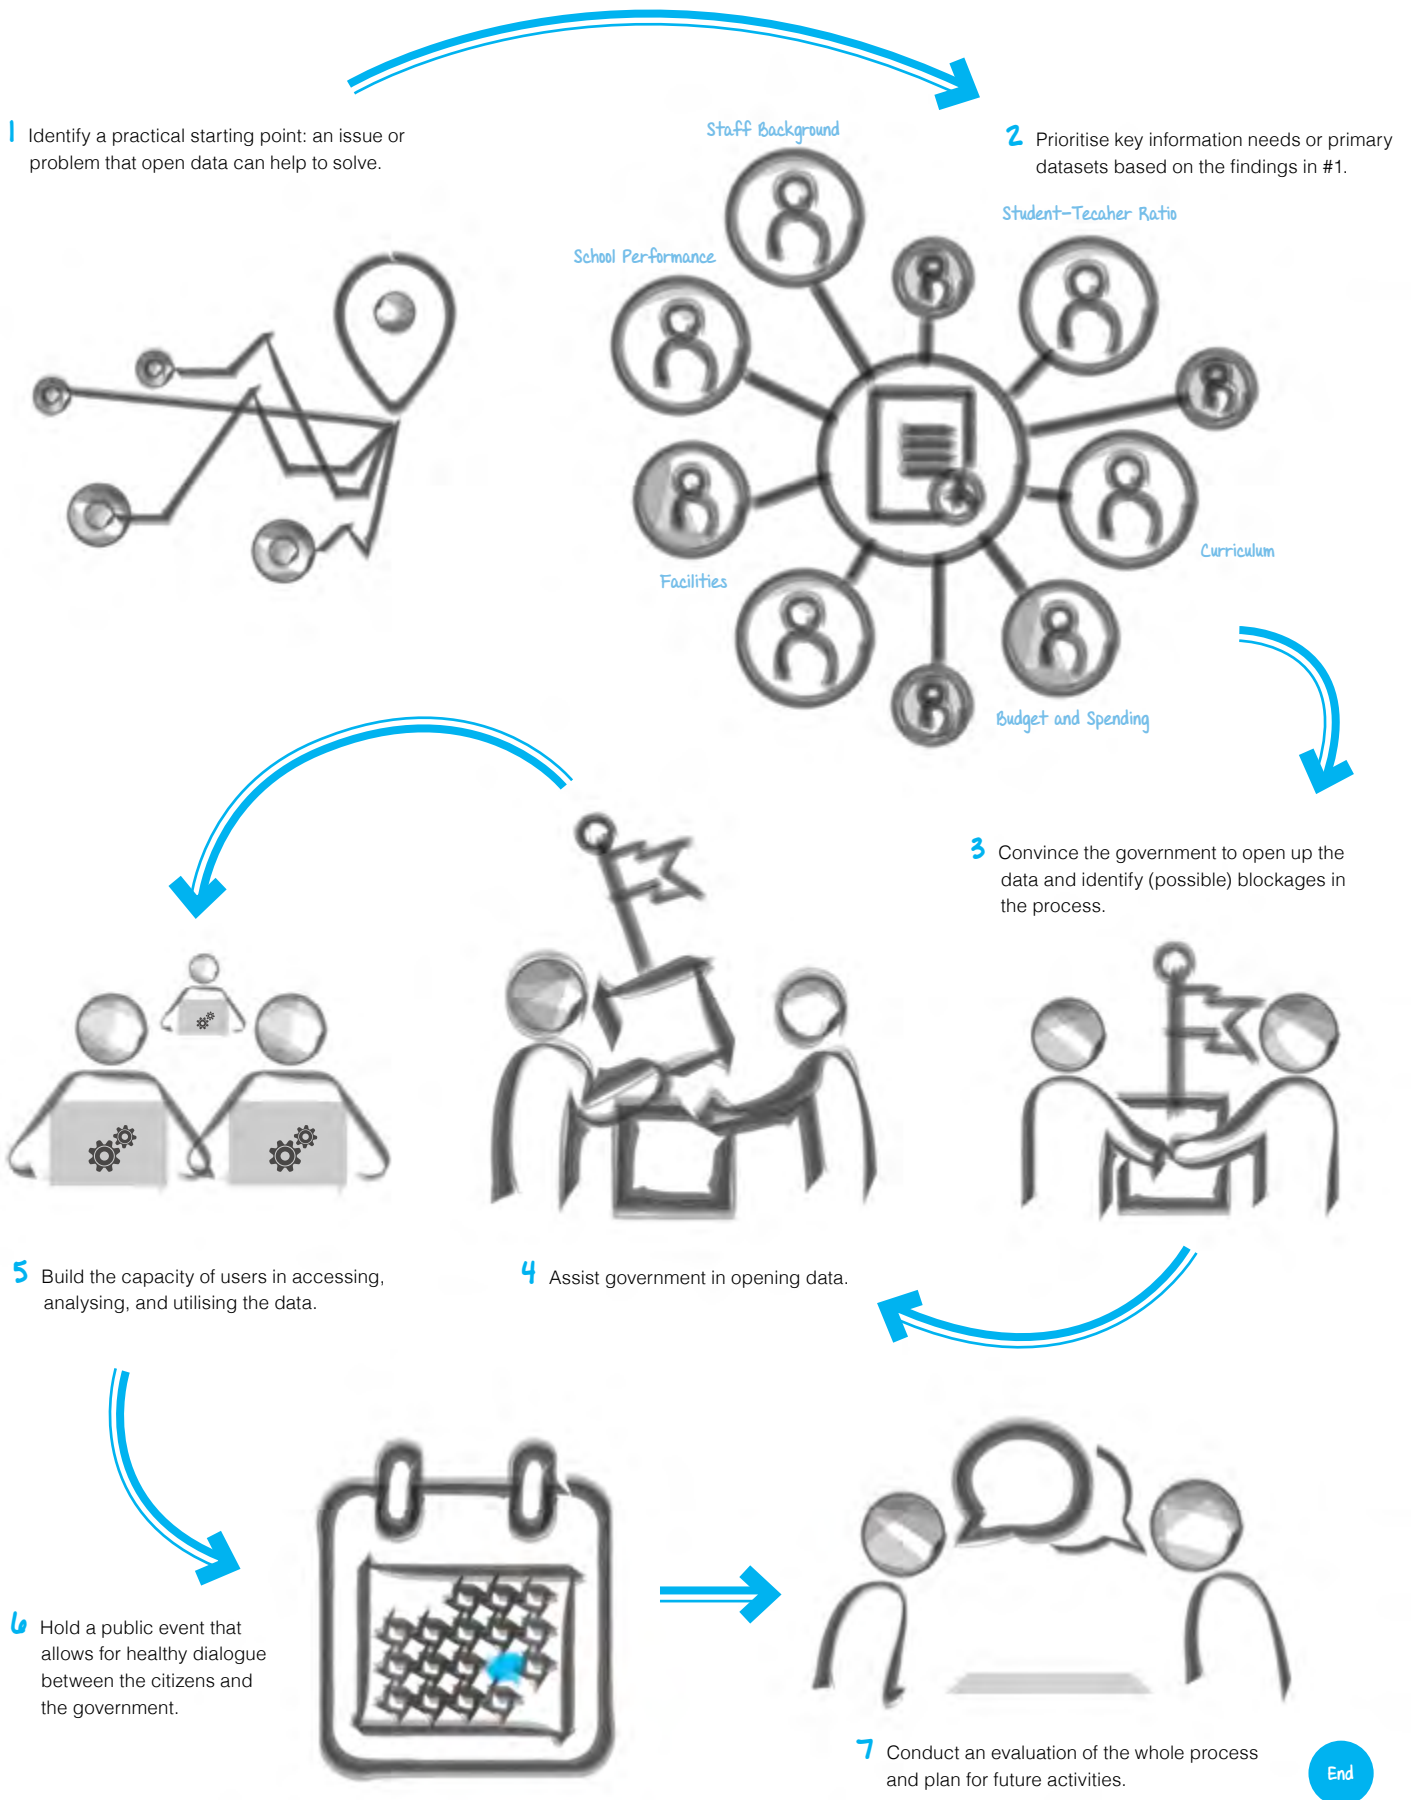 1 Identify a practical starting point: an issue or
problem that open data can help to solve.
2 Prioritise key information needs or primary
datasets based on the findings in #1.
Staff Background
Student-Tecaher Ratio
School Performance
Curriculum
Facilities
Budget and Spending
3 Convince the government to open up the
data and identify (possible) blockages in
the process.
4 Assist government in opening data.
5 Build the capacity of users in accessing,
analysing, and utilising the data.
6 Hold a public event that
allows for healthy dialogue
between the citizens and
the government.
7 Conduct an evaluation of the whole process
and plan for future activities.
End